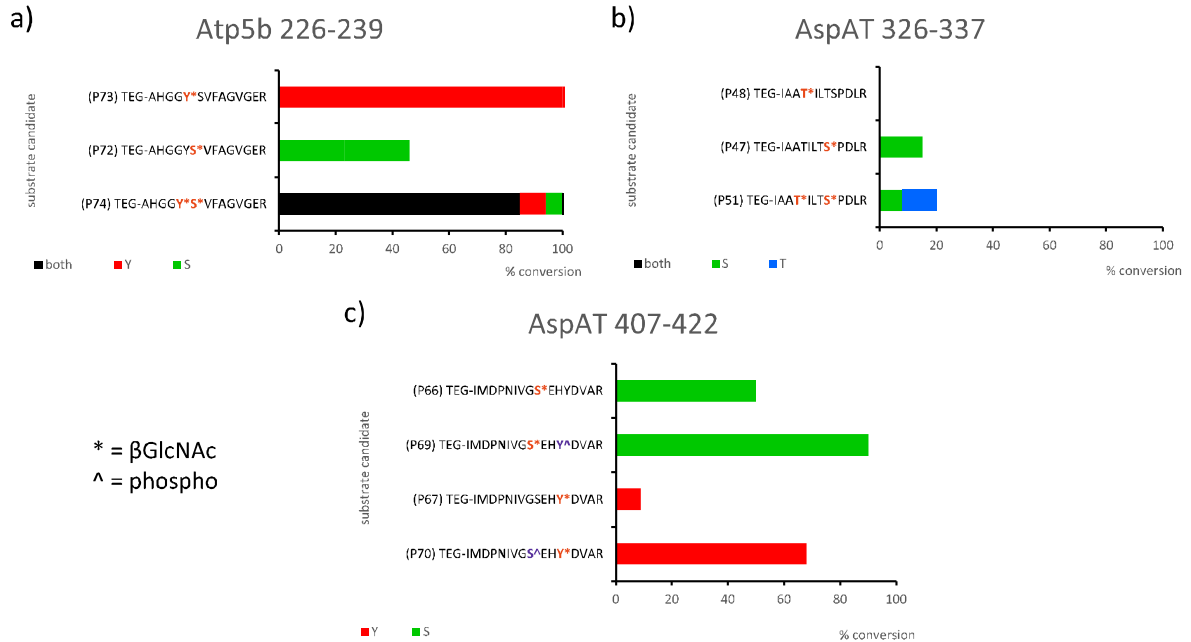 a)
Atp5b 226-239
substrate candidate
(P73) TEG-AHGGY*SVFAGVGER
(P72) TEG-AHGGYS*VFAGVGER
(P74) TEG-AHGGY*S*VFAGVGER
0 20 40 60 80 100
both Y S
% conversion
b)
AspAT 326-337
substrate candidate
(P48) TEG-IAAT*ILTSPDLR
(P47) TEG-IAATILTS*PDLR
(P51) TEG-IAAT*ILTS*PDLR
0 20 40 60 80 100
both S T
% conversion
c)
AspAT 407-422
* = βGlcNAc
^ = phospho
substrate candidate
(P66) TEG-IMDPNIVGS*EHYDVAR
(P69) TEG-IMDPNIVGS*EHY^DVAR
(P67) TEG-IMDPNIVGSEHY*DVAR
(P70) TEG-IMDPNIVGS^EHY*DVAR
0 20 40 60 80 100
Y S
% conversion